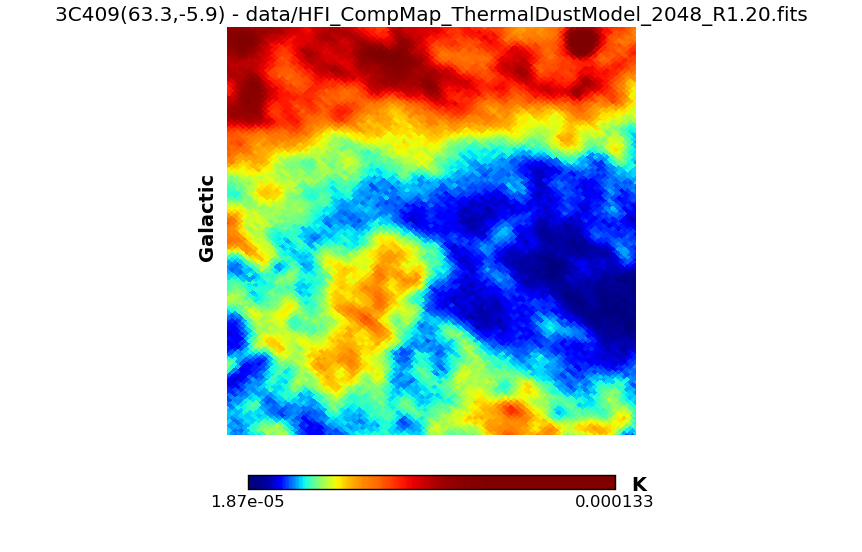 3C409(63.3,-5.9) - data/HFI_CompMap_ThermalDustModel_2048_R1.20.fits
Galactic
K
1.87e-05
0.000133